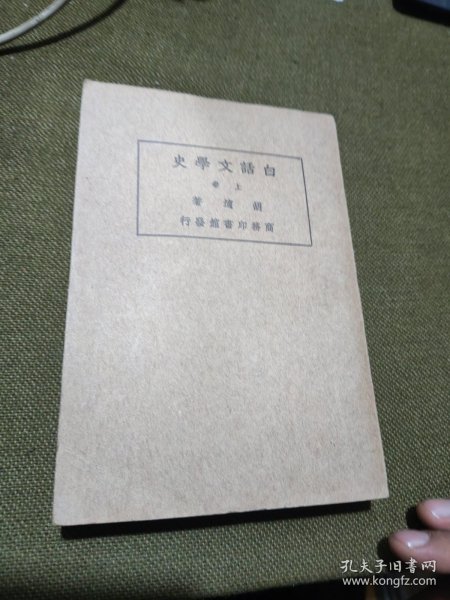 白話文學史
上卷
胡適著
商務印書館發行
孔夫子旧书网
www.kongfz.com